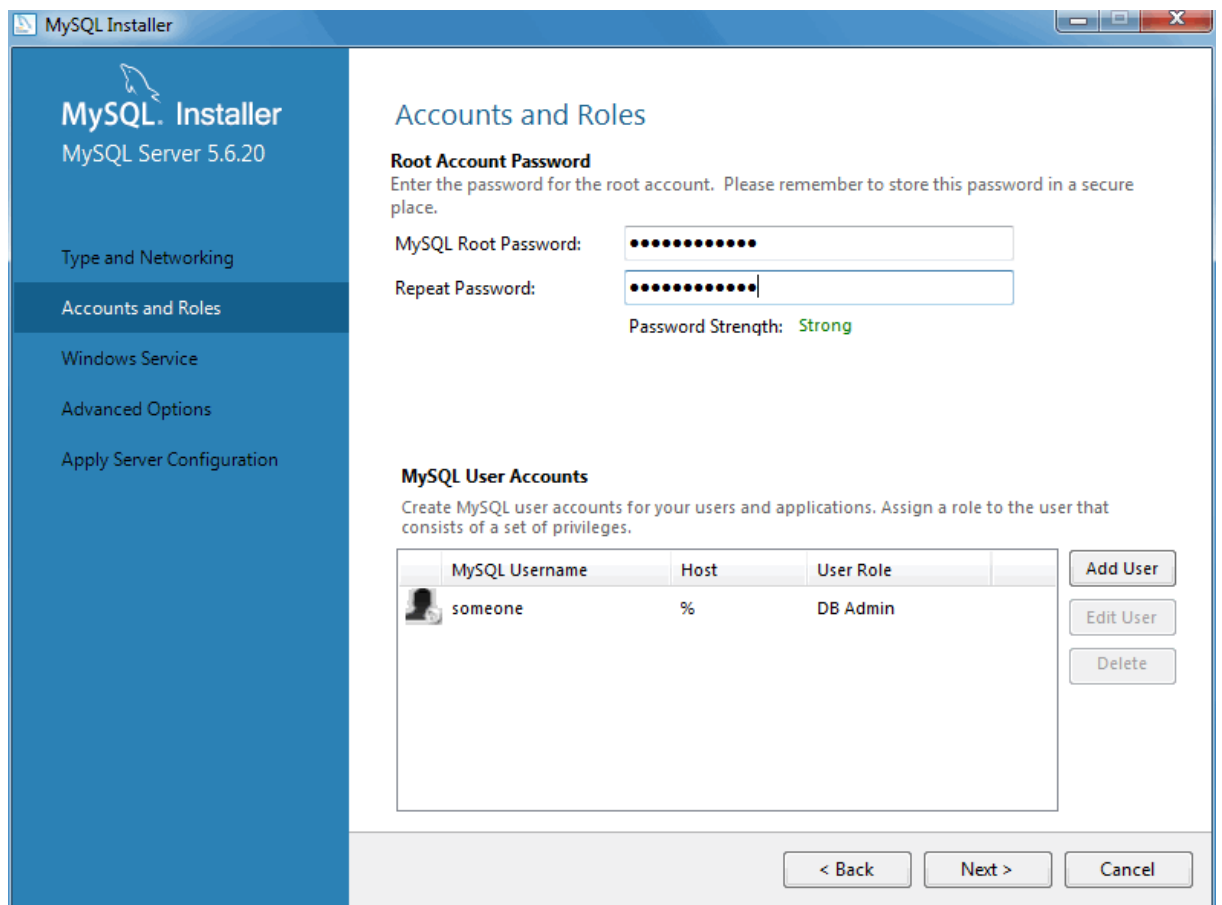 MySQL Installer
MySQL. Installer
MySQL Server 5.6.20
Type and Networking
Accounts and Roles
Windows Service
Advanced Options
Apply Server Configuration
Accounts and Roles
Root Account Password
Enter the password for the root account. Please remember to store this password in a secure
place.
MySQL Root Password: ●●●●●●●●●●●●
Repeat Password: ●●●●●●●●●●●●
Password Strength: Strong
MySQL User Accounts
Create MySQL user accounts for your users and applications. Assign a role to the user that
consists of a set of privileges.
MySQL Username Host User Role
someone % DB Admin
Add User
Edit User
Delete
< Back Next > Cancel